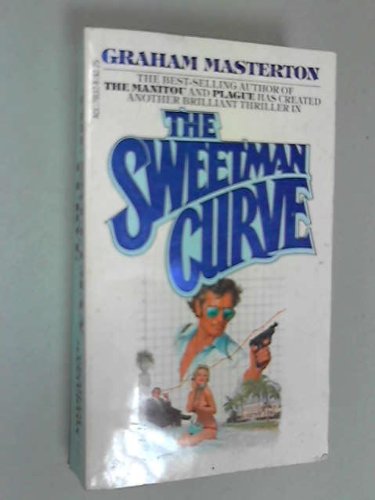 GRAHAM MASTERTON
THE BEST-SELLING AUTHOR OF
THE MANITOU AND PLAGUE HAS CREATED
ANOTHER BRILLIANT THRILLER IN
THE
SWEETMAN
CURVE